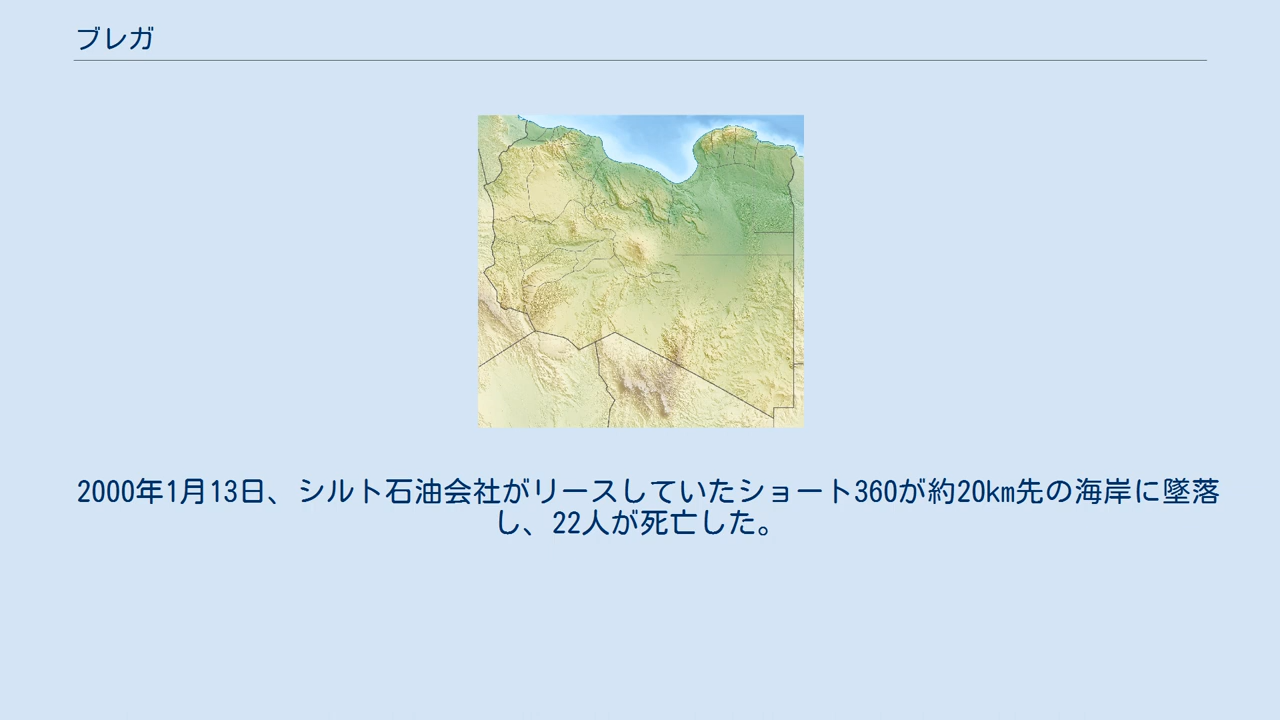 ブレガ
2000年1月13日、シルト石油会社がリースしていたショート360が約20km先の海岸に墜落
し、22人が死亡した。